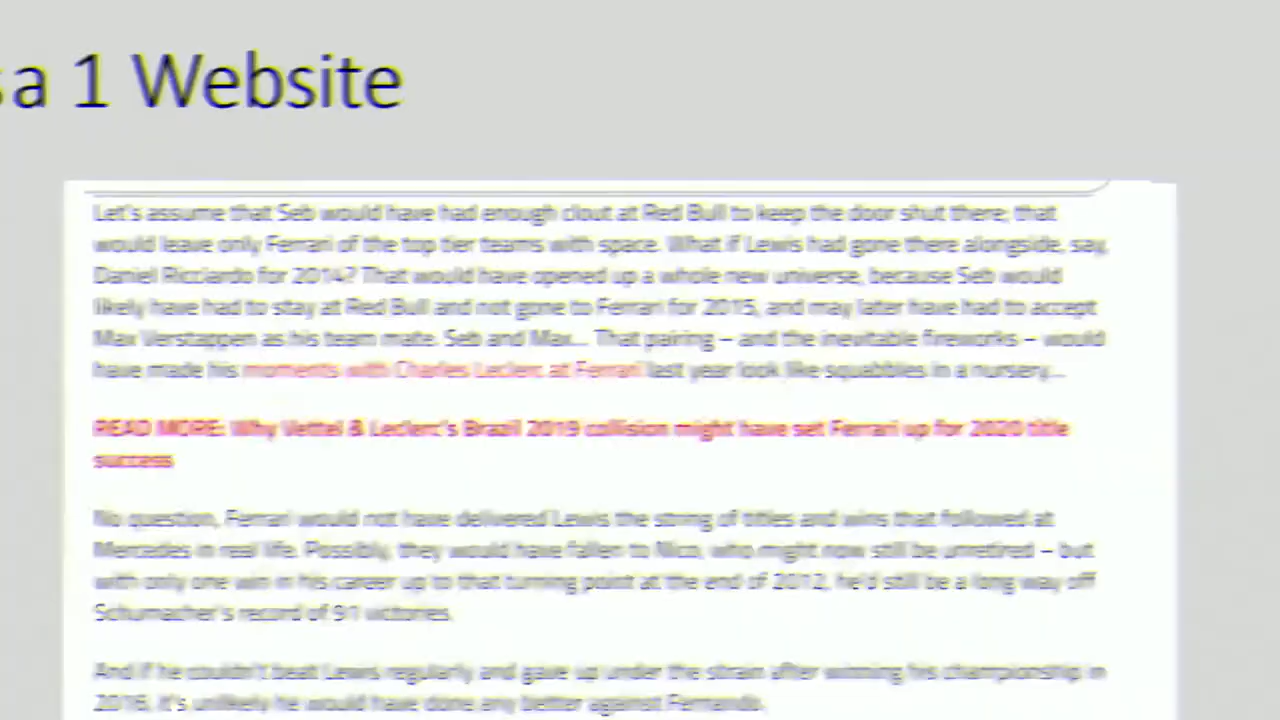 a 1 Website
Let's assume that Seb would have had enough clout at Red Bull to keep the door shut there; that
would leave only Ferrari of the top tier teams with space. What if Lewis had gone there alongside, say,
Daniel Ricciardo for 2014? That would have opened up a whole new universe, because Seb would
likely have had to stay at Red Bull and not gone to Ferrari for 2015, and may later have had to accept
Max Verstappen as his team mate. Seb and Max... That pairing – and the inevitable fireworks – would
have made his moments with Charles Leclerc at Ferrari last year look like squabbles in a nursery...
READ MORE: Why Vettel & Leclerc's Brazil 2019 collision might have set Ferrari up for 2020 title
success
No question, Ferrari would not have delivered Lewis the string of titles and wins that followed at
Mercedes in real life. Possibly, they would have fallen to Nico, who might now still be unretired – but
with only one win in his career up to that turning point at the end of 2012, he'd still be a long way off
Schumacher's record of 91 victories.
And if he couldn't beat Lewis regularly and gave up under the strain after winning his championship in
2016, it's unlikely he would have done any better against Fernando.